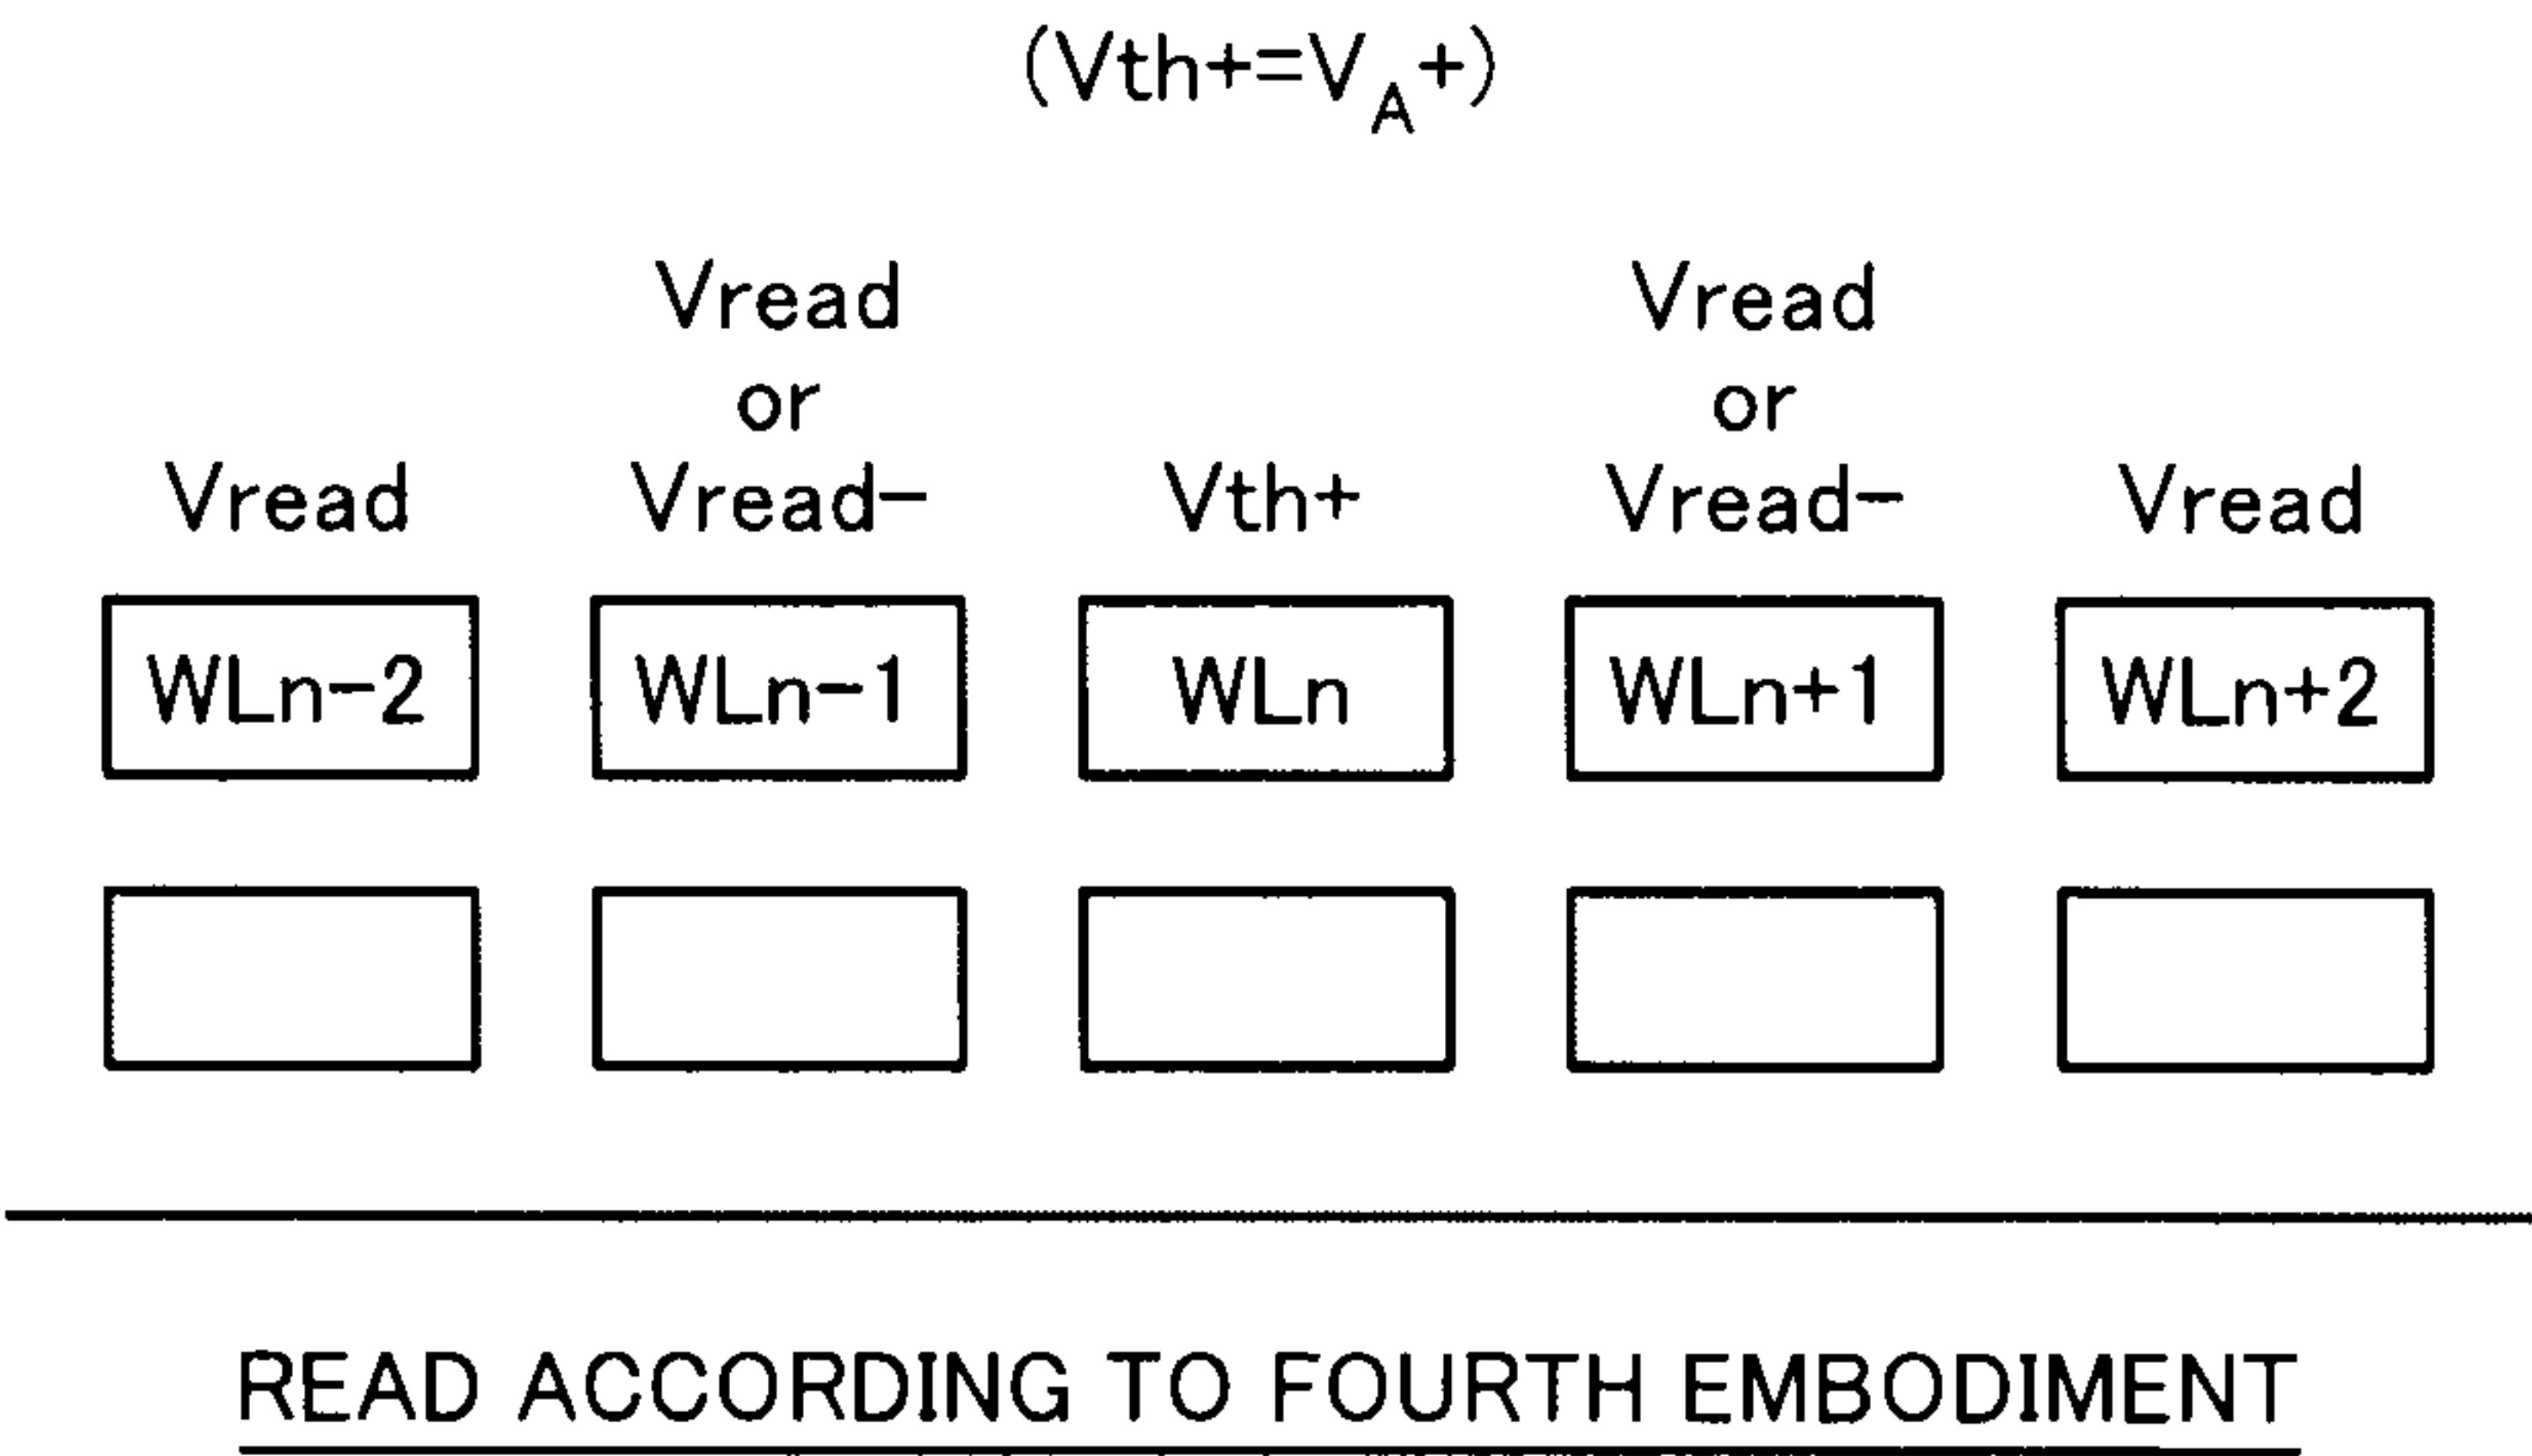 (Vth+=VA+)
Vread Vread
or or
Vread Vread- Vth+ Vread- Vread
WLn-2 WLn-1 WLn WLn+1 WLn+2
READ ACCORDING TO FOURTH EMBODIMENT